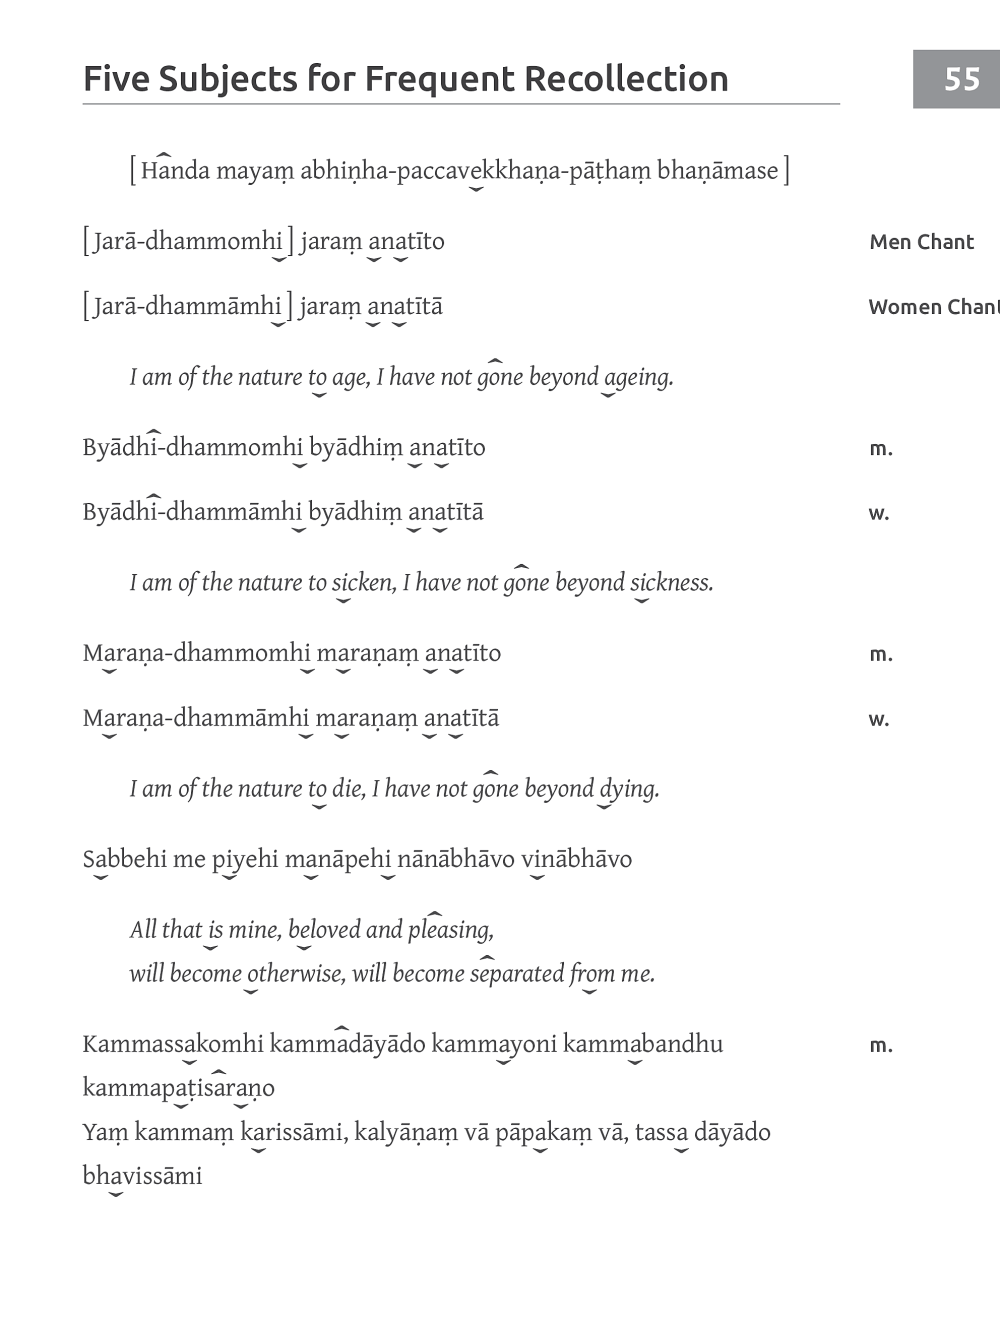 Five Subjects for Frequent Recollection
55
[ Handa mayaṃ abhiṇha-paccavekkhaṇa-pāṭhaṃ bhaṇāmase ]
[ Jarā-dhammomhi ] jaraṃ anatīto
Men Chant
[ Jarā-dhammāmhi ] jaraṃ anatītā
Women Chant
I am of the nature to age, I have not gone beyond ageing.
Byādhi-dhammomhi byādhiṃ anatīto
m.
Byādhi-dhammāmhi byādhiṃ anatītā
w.
I am of the nature to sicken, I have not gone beyond sickness.
Maraṇa-dhammomhi maraṇaṃ anatīto
m.
Maraṇa-dhammāmhi maraṇaṃ anatītā
w.
I am of the nature to die, I have not gone beyond dying.
Sabbehi me piyehi manāpehi nānābhāvo vinābhāvo
All that is mine, beloved and pleasing,
will become otherwise, will become separated from me.
Kammassakomhi kammadāyādo kammayoni kammabandhu
m.
kammapaṭisaraṇo
Yaṃ kammaṃ karissāmi, kalyāṇaṃ vā pāpakaṃ vā, tassa dāyādo
bhavissāmi